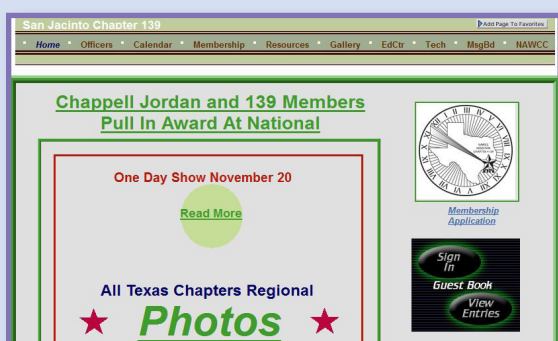 San Jacinto Chapter 139
Add Page To Favorites
Home Officers Calendar Membership Resources Gallery EdCtr Tech MsgBd NAWCC
Chappell Jordan and 139 Members
Pull In Award At National
One Day Show November 20
Read More
All Texas Chapters Regional
Photos
Membership
Application
Sign
In
Guest Book
View
Entries